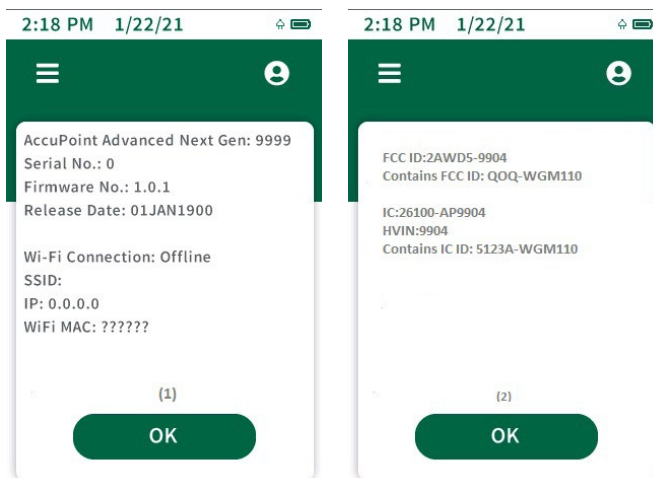 2:18 PM 1/22/21
AccuPoint Advanced Next Gen: 9999
Serial No.: 0
Firmware No.: 1.0.1
Release Date: 01JAN1900
Wi-Fi Connection: Offline
SSID:
IP: 0.0.0.0
WiFi MAC: ??????
(1)
OK
2:18 PM 1/22/21
FCC ID:2AWD5-9904
Contains FCC ID: QOQ-WGM110
IC:26100-AP9904
HVIN:9904
Contains IC ID: 5123A-WGM110
(2)
OK